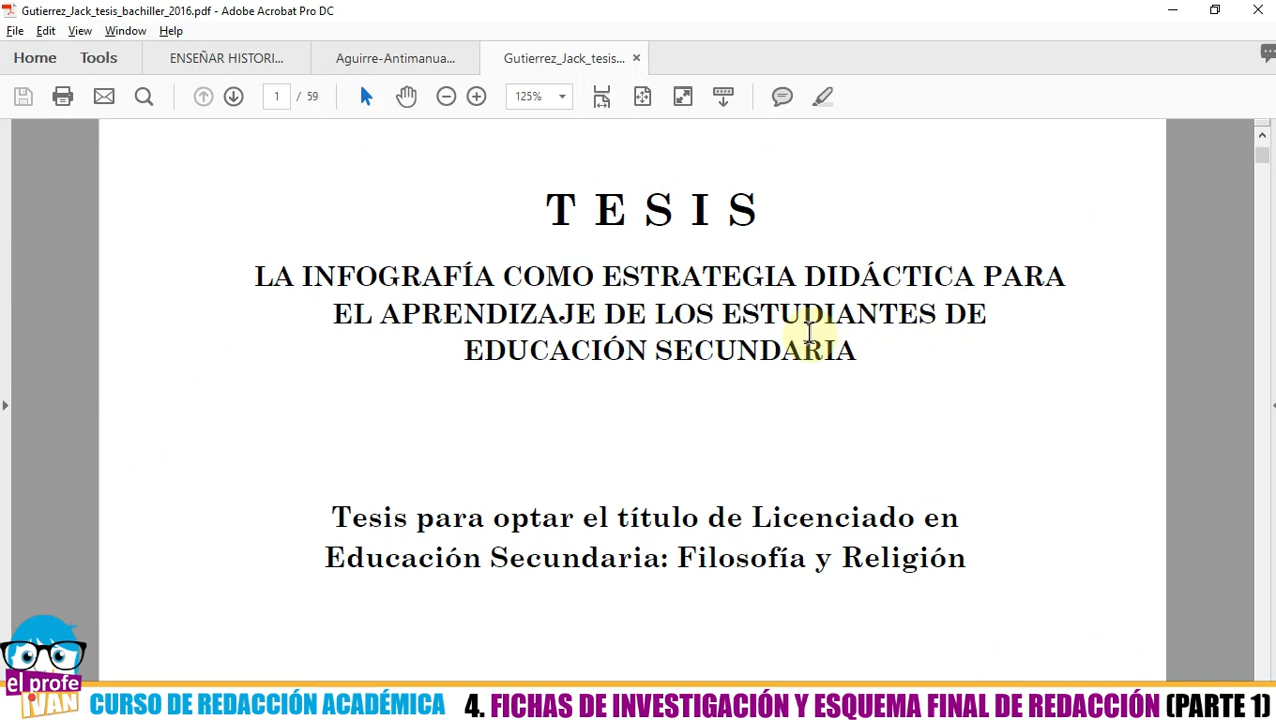 Gutierrez_Jack_tesis_bachiller_2016.pdf - Adobe Acrobat Pro DC
File Edit View Window Help
Home Tools ENSEÑAR HISTORI... Aguirre-Antimanua... Gutierrez_Jack_tesis... ×
1 / 59 125%
T E S I S
LA INFOGRAFÍA COMO ESTRATEGIA DIDÁCTICA PARA
EL APRENDIZAJE DE LOS ESTUDIANTES DE
EDUCACIÓN SECUNDARIA
Tesis para optar el título de Licenciado en
Educación Secundaria: Filosofía y Religión
el profe
iVAN
CURSO DE REDACCIÓN ACADÉMICA 4. FICHAS DE INVESTIGACIÓN Y ESQUEMA FINAL DE REDACCIÓN (PARTE 1)